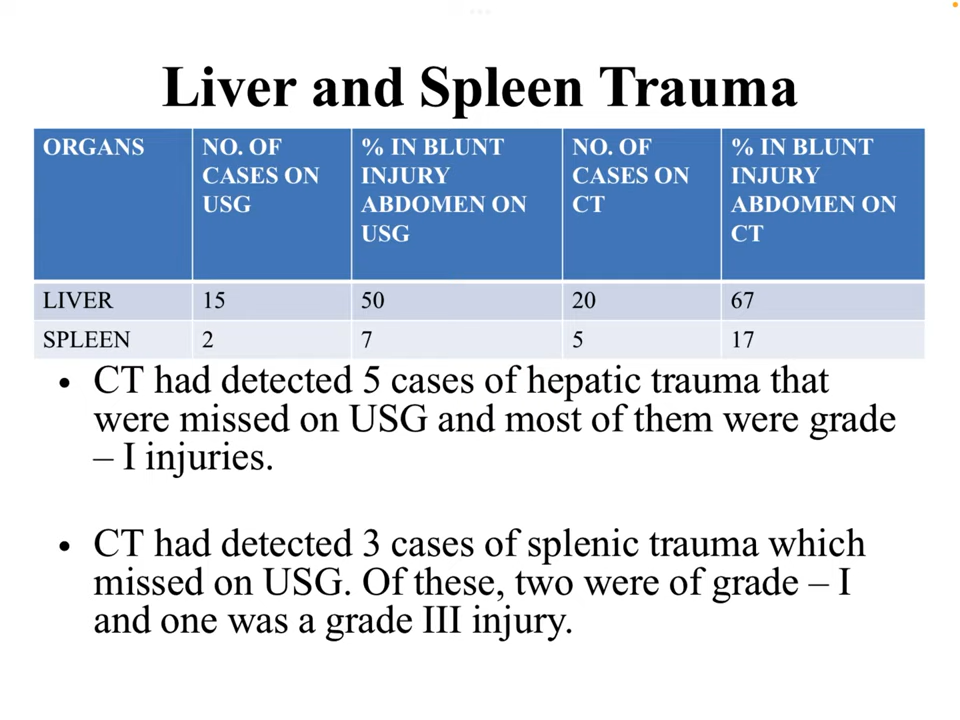 Liver and Spleen Trauma
ORGANS
NO. OF
CASES ON
USG
% IN BLUNT
INJURY
ABDOMEN ON
USG
NO. OF
CASES ON
CT
% IN BLUNT
INJURY
ABDOMEN ON
CT
LIVER 15 50 20 67
SPLEEN 2 7 5 17
• CT had detected 5 cases of hepatic trauma that
were missed on USG and most of them were grade
– I injuries.
• CT had detected 3 cases of splenic trauma which
missed on USG. Of these, two were of grade – I
and one was a grade III injury.